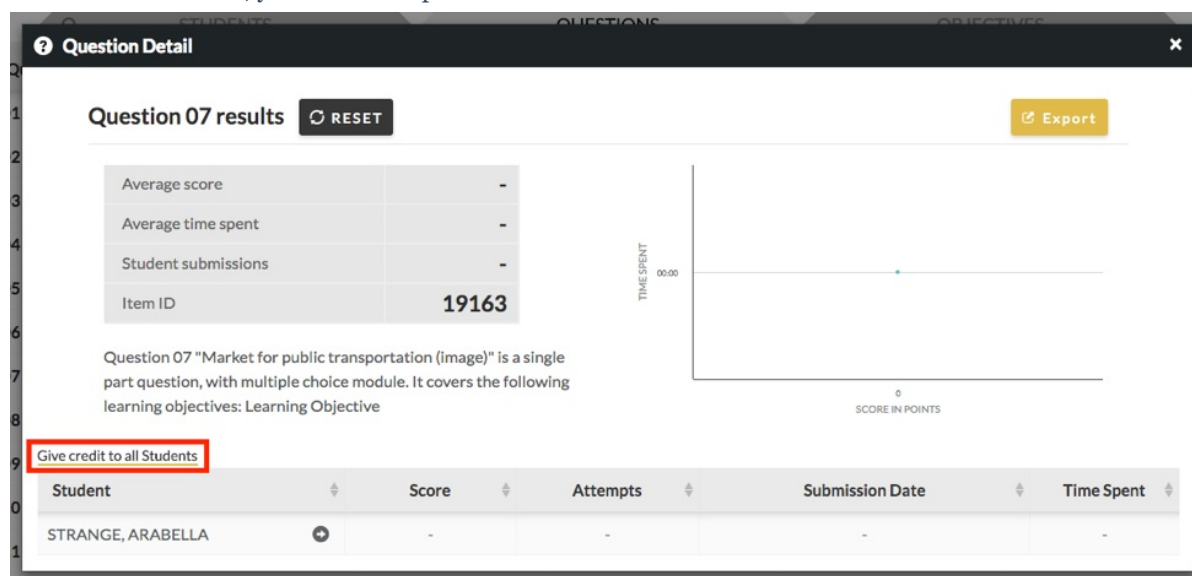 STUDENTS QUESTIONS OBJECTIVES
Question Detail
Question 07 results RESET Export
Average score -
Average time spent -
Student submissions -
Item ID 19163
TIME SPENT
00:00
Question 07 "Market for public transportation (image)" is a single
part question, with multiple choice module. It covers the following
learning objectives: Learning Objective
0
SCORE IN POINTS
Give credit to all Students
Student Score Attempts Submission Date Time Spent
STRANGE, ARABELLA - - - -